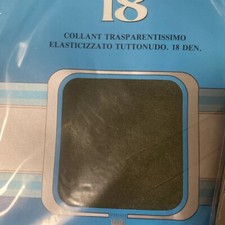 18
COLLANT TRASPARENTISSIMO
ELASTICIZZATO TUTTONUDO. 18 DEN.